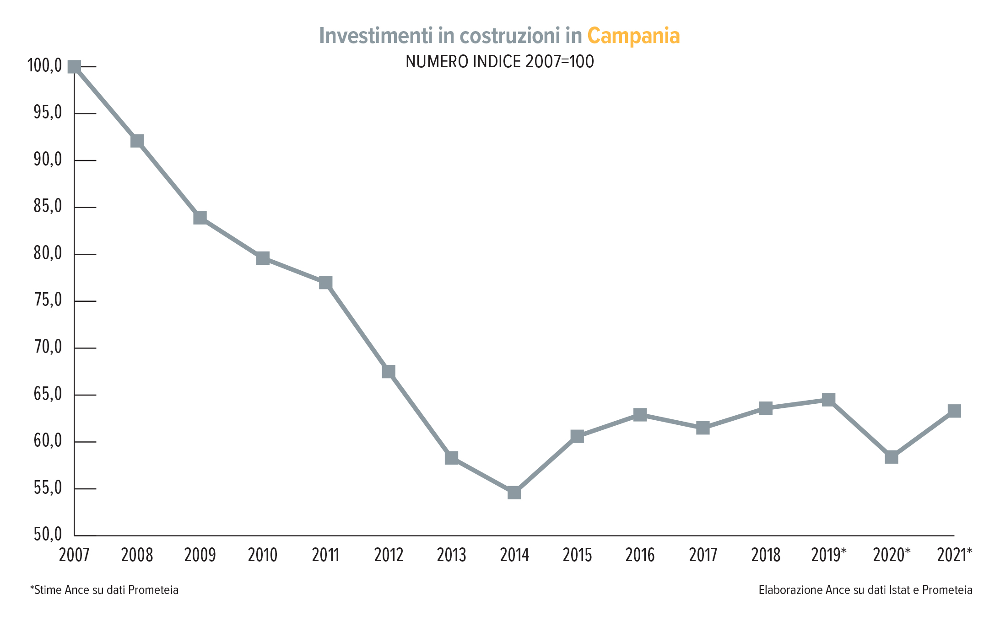 Investimenti in costruzioni in Campania
NUMERO INDICE 2007=100
100,0
95,0
90,0
85,0
80,0
75,0
70,0
65,0
60,0
55,0
50,0
2007 2008 2009 2010 2011 2012 2013 2014 2015 2016 2017 2018 2019* 2020* 2021*
*Stime Ance su dati Prometeia
Elaborazione Ance su dati Istat e Prometeia